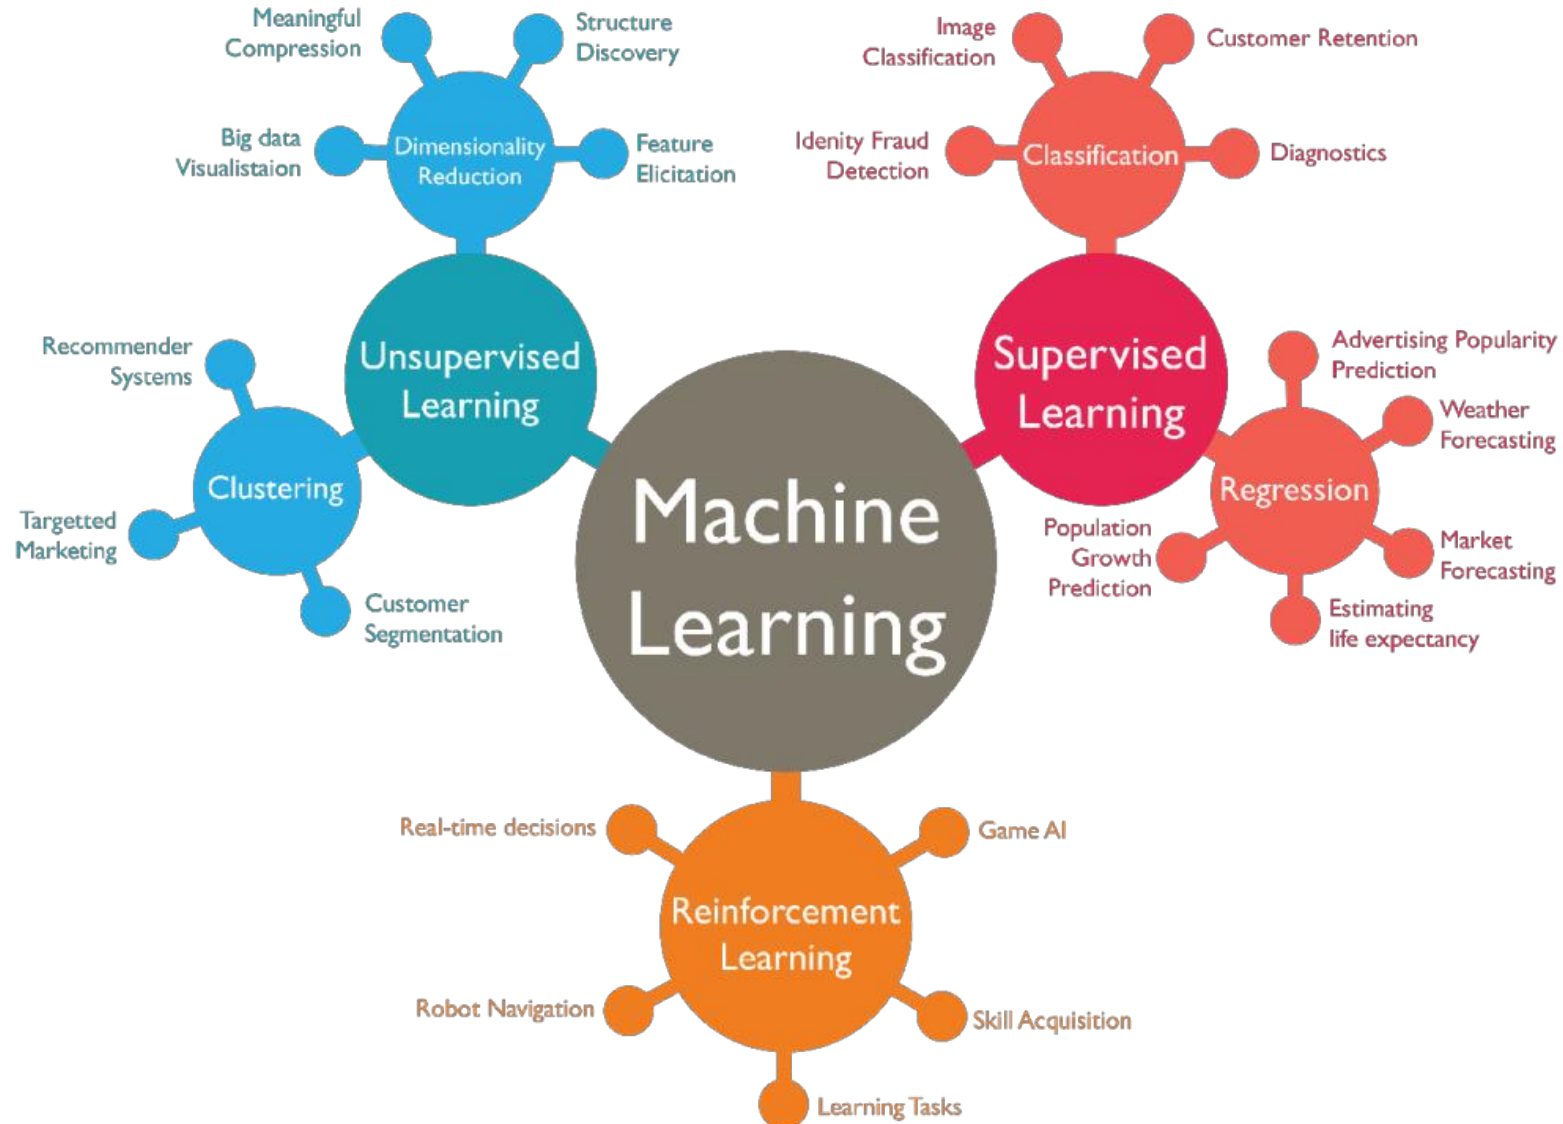 Meaningful
Compression
Structure
Discovery
Big data
Visualistaion
Dimensionality
Reduction
Feature
Elicitation
Image
Classification
Customer Retention
Idenity Fraud
Detection
Classification
Diagnostics
Unsupervised
Learning
Recommender
Systems
Clustering
Targetted
Marketing
Customer
Segmentation
Supervised
Learning
Advertising Popularity
Prediction
Weather
Forecasting
Regression
Population
Growth
Prediction
Market
Forecasting
Estimating
life expectancy
Machine
Learning
Real-time decisions
Game AI
Reinforcement
Learning
Robot Navigation
Skill Acquisition
Learning Tasks